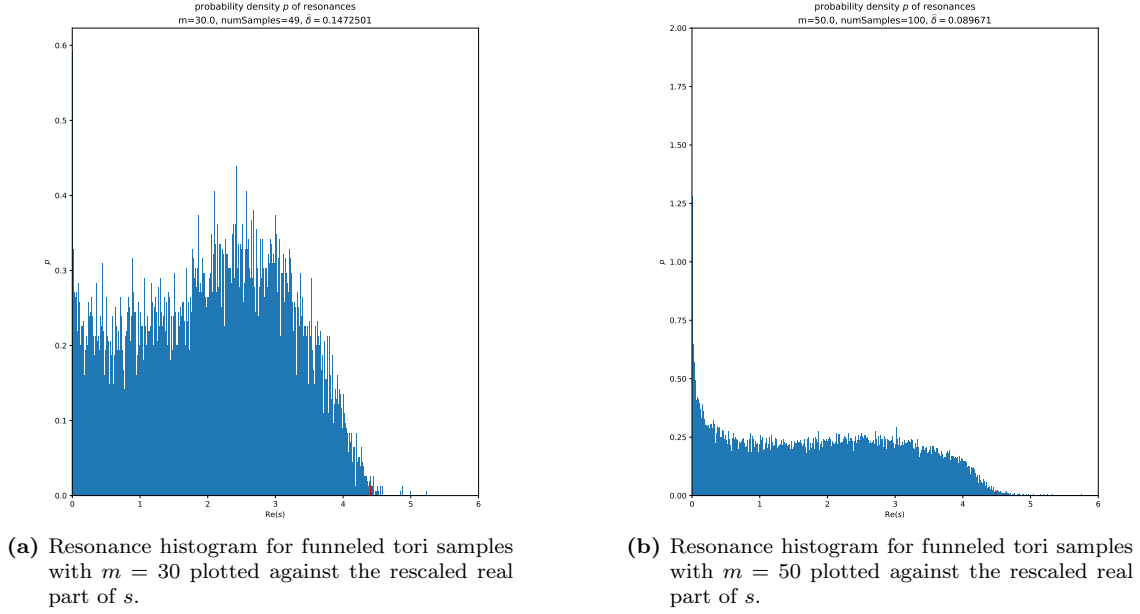 probability density p of resonances
m=30.0, numSamples=49, δ̄ = 0.1472501
0.6
0.5
0.4
p
0.3
0.2
0.1
0.0
0 1 2 3 4 5 6
Re(s)
(a) Resonance histogram for funneled tori samples
with m = 30 plotted against the rescaled real
part of s.
probability density p of resonances
m=50.0, numSamples=100, δ̄ = 0.089671
2.00
1.75
1.50
1.25
p
1.00
0.75
0.50
0.25
0.00
0 1 2 3 4 5 6
Re(s)
(b) Resonance histogram for funneled tori samples
with m = 50 plotted against the rescaled real
part of s.